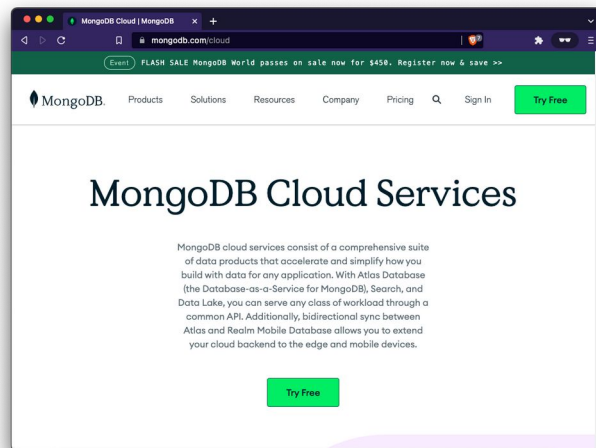 MongoDB Cloud | MongoDB
mongodb.com/cloud
Event FLASH SALE MongoDB World passes on sale now for $450. Register now & save >>
MongoDB.
Products Solutions Resources Company Pricing Sign In Try Free
MongoDB Cloud Services
MongoDB cloud services consist of a comprehensive suite
of data products that accelerate and simplify how you
build with data for any application. With Atlas Database
(the Database-as-a-Service for MongoDB), Search, and
Data Lake, you can serve any class of workload through a
common API. Additionally, bidirectional sync between
Atlas and Realm Mobile Database allows you to extend
your cloud backend to the edge and mobile devices.
Try Free